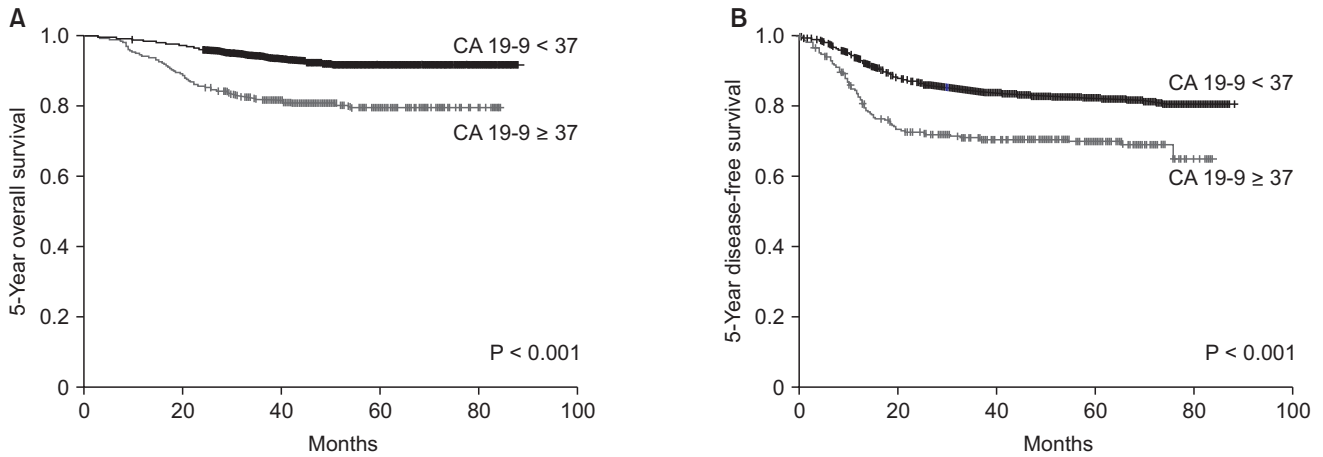 A
5-Year overall survival
1.0
0.8
0.6
0.4
0.2
0
CA 19-9 < 37
CA 19-9 ≥ 37
P < 0.001
0 20 40 60 80 100
Months
B
5-Year disease-free survival
1.0
0.8
0.6
0.4
0.2
0
CA 19-9 < 37
CA 19-9 ≥ 37
P < 0.001
0 20 40 60 80 100
Months